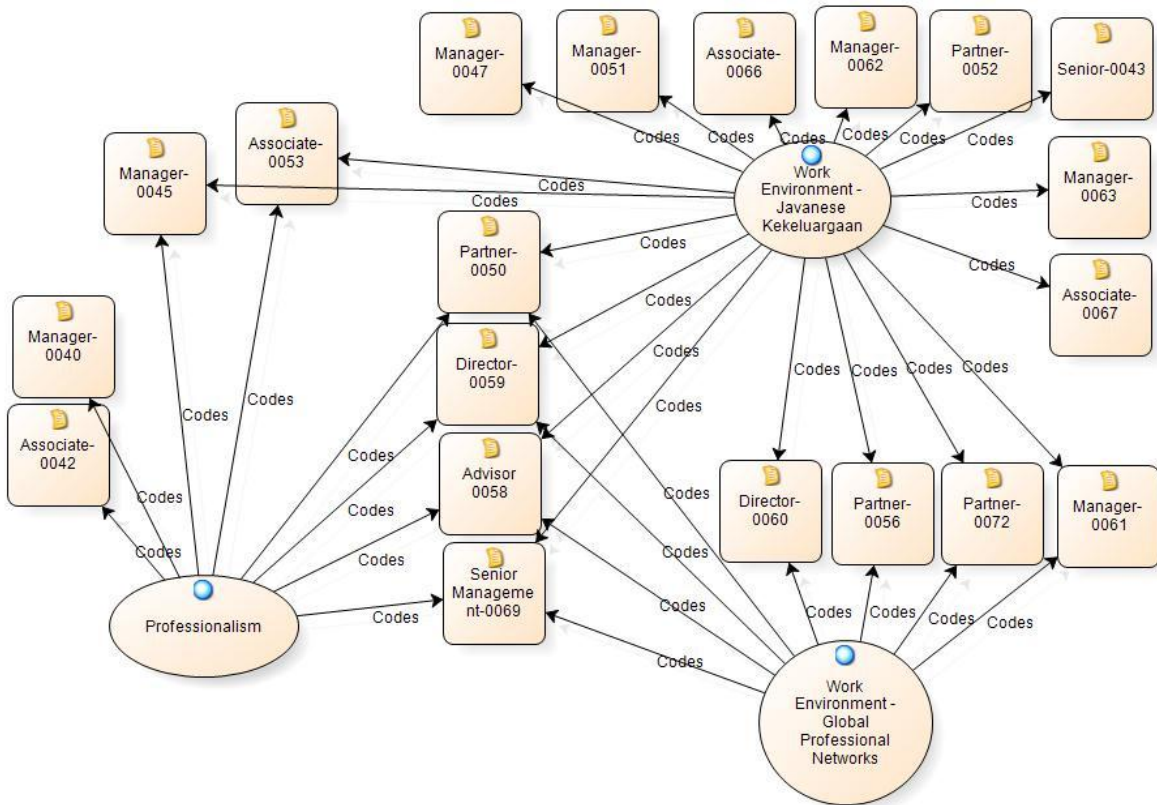 Manager-
0047
Manager-
0051
Associate-
0066
Manager-
0062
Partner-
0052
Senior-0043
Codes
Codes
Codes
Codes
Codes
Codes
Associate-
0053
Manager-
0045
Work
Environment -
Javanese
Kekeluargaan
Manager-
0063
Codes
Codes
Codes
Partner-
0050
Codes
Codes
Associate-
0067
Manager-
0040
Director-
0059
Codes
Codes
Codes
Codes
Codes
Codes
Codes
Codes
Codes
Codes
Associate-
0042
Advisor
0058
Codes
Codes
Director-
0060
Partner-
0056
Partner-
0072
Manager-
0061
Codes
Codes
Codes
Codes
Codes
Codes
Senior
Manageme
nt-0069
Codes
Professionalism
Codes
Codes
Codes
Codes
Codes
Work
Environment -
Global
Professional
Networks